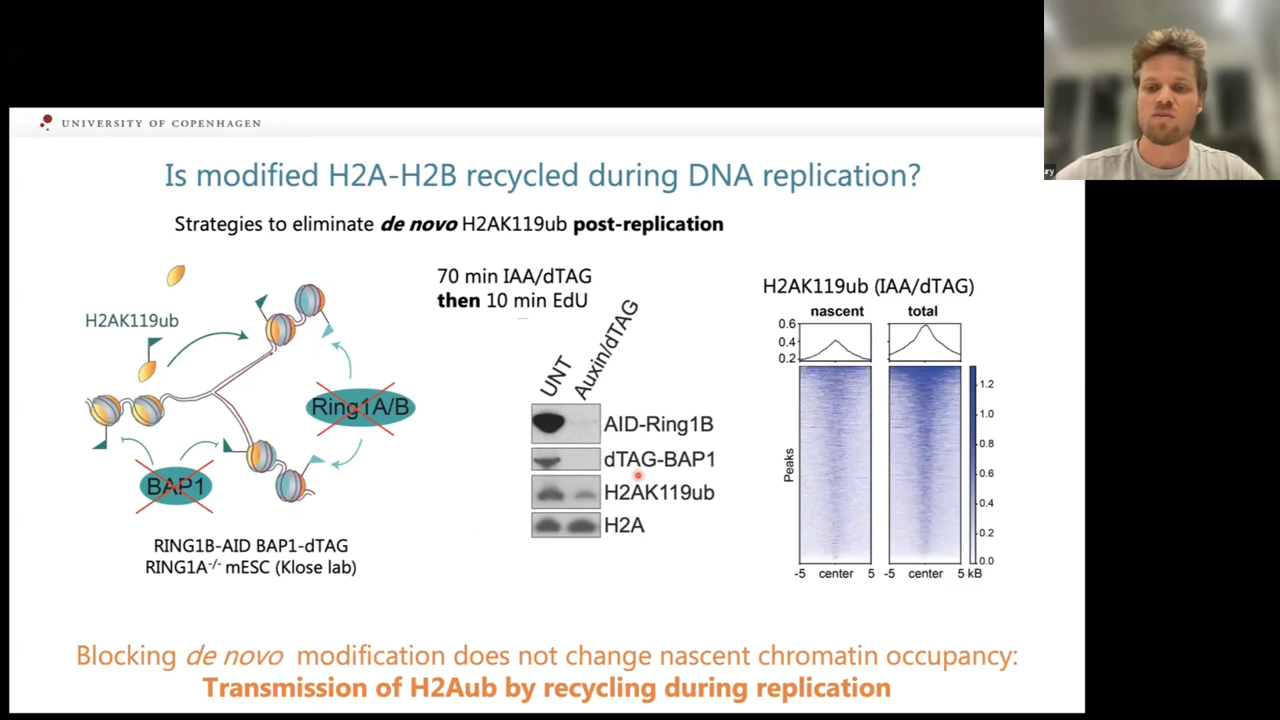 UNIVERSITY OF COPENHAGEN
Is modified H2A-H2B recycled during DNA replication?
Strategies to eliminate de novo H2AK119ub post-replication
H2AK119ub
Ring1A/B
BAP1
RING1B-AID BAP1-dTAG
RING1A-/- mESC (Klose lab)
70 min IAA/dTAG
then 10 min EdU
UNT
Auxin/dTAG
AID-Ring1B
dTAG-BAP1
H2AK119ub
H2A
H2AK119ub (IAA/dTAG)
nascent total
0.6
0.4
0.2
Peaks
1.2
1.0
0.8
0.6
0.4
0.2
0.0
-5 center 5 -5 center 5 kB
Blocking de novo modification does not change nascent chromatin occupancy:
Transmission of H2Aub by recycling during replication